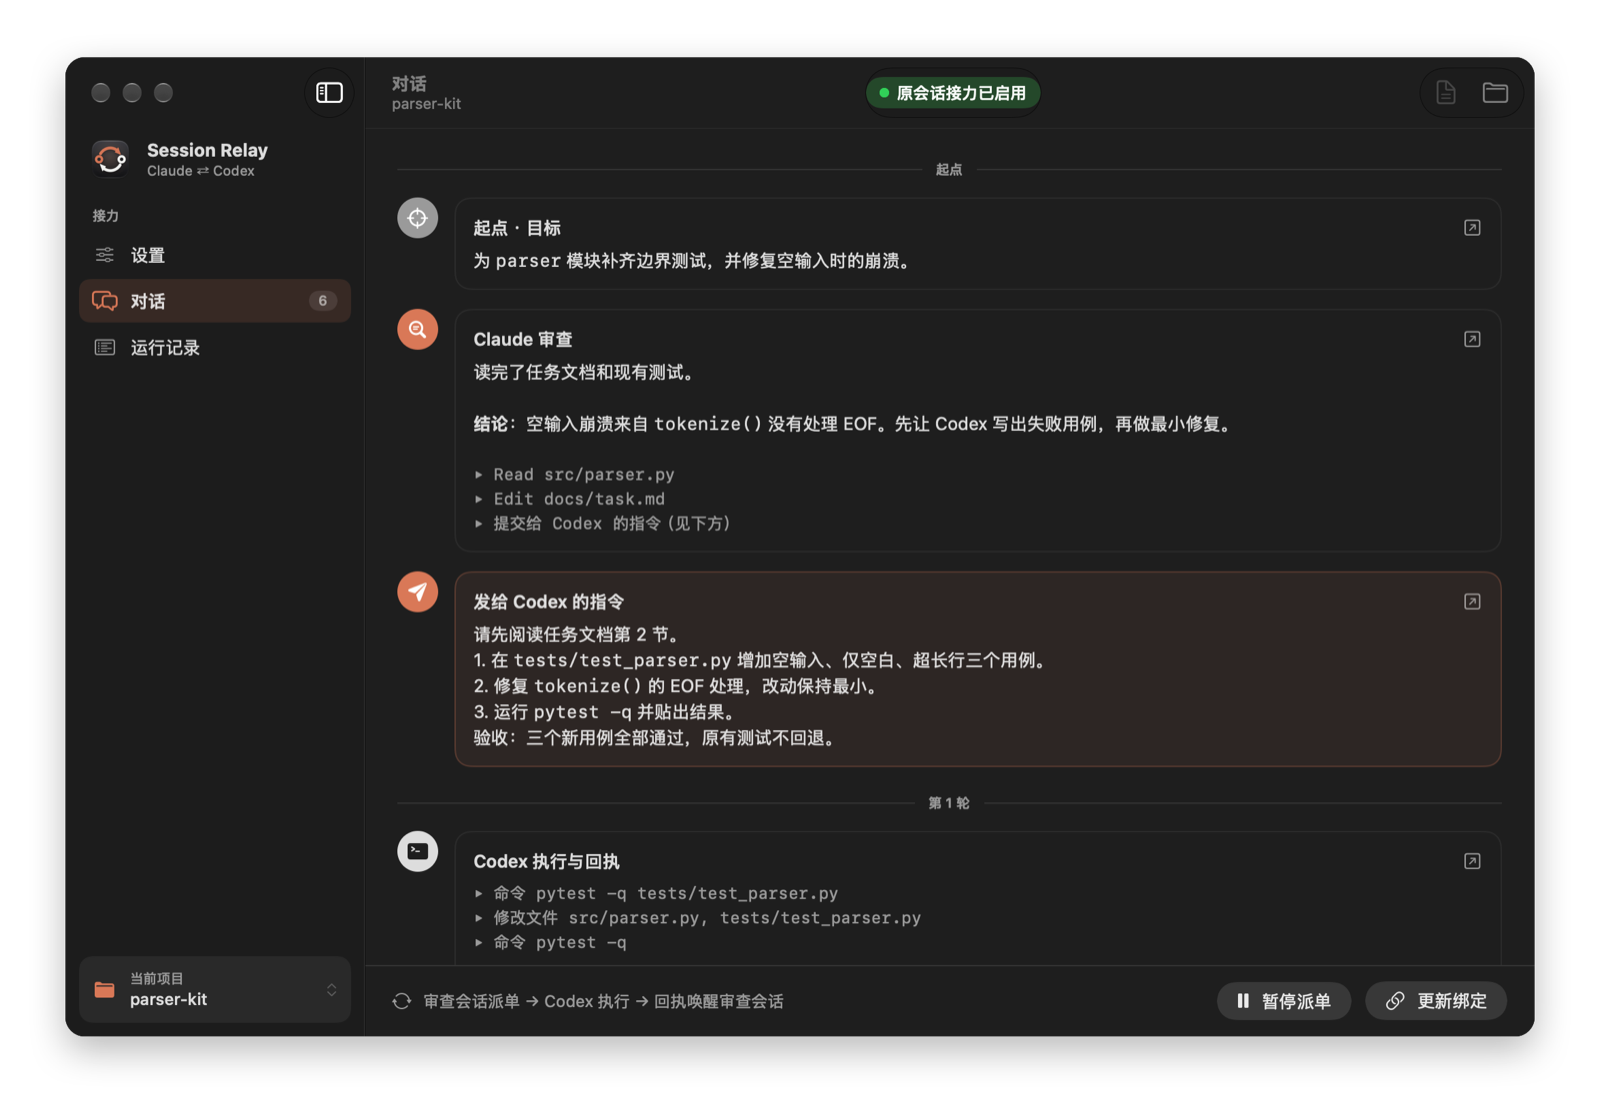 对话
parser-kit
原会话接力已启用
Session Relay
Claude ⇄ Codex
接力
设置
对话
6
运行记录
当前项目
parser-kit
起点
起点 · 目标
为 parser 模块补齐边界测试，并修复空输入时的崩溃。
Claude 审查
读完了任务文档和现有测试。
结论：空输入崩溃来自 tokenize() 没有处理 EOF。先让 Codex 写出失败用例，再做最小修复。
▸ Read src/parser.py
▸ Edit docs/task.md
▸ 提交给 Codex 的指令（见下方）
发给 Codex 的指令
请先阅读任务文档第 2 节。
1. 在 tests/test_parser.py 增加空输入、仅空白、超长行三个用例。
2. 修复 tokenize() 的 EOF 处理，改动保持最小。
3. 运行 pytest -q 并贴出结果。
验收：三个新用例全部通过，原有测试不回退。
第 1 轮
Codex 执行与回执
▸ 命令 pytest -q tests/test_parser.py
▸ 修改文件 src/parser.py, tests/test_parser.py
▸ 命令 pytest -q
审查会话派单 → Codex 执行 → 回执唤醒审查会话
暂停派单
更新绑定